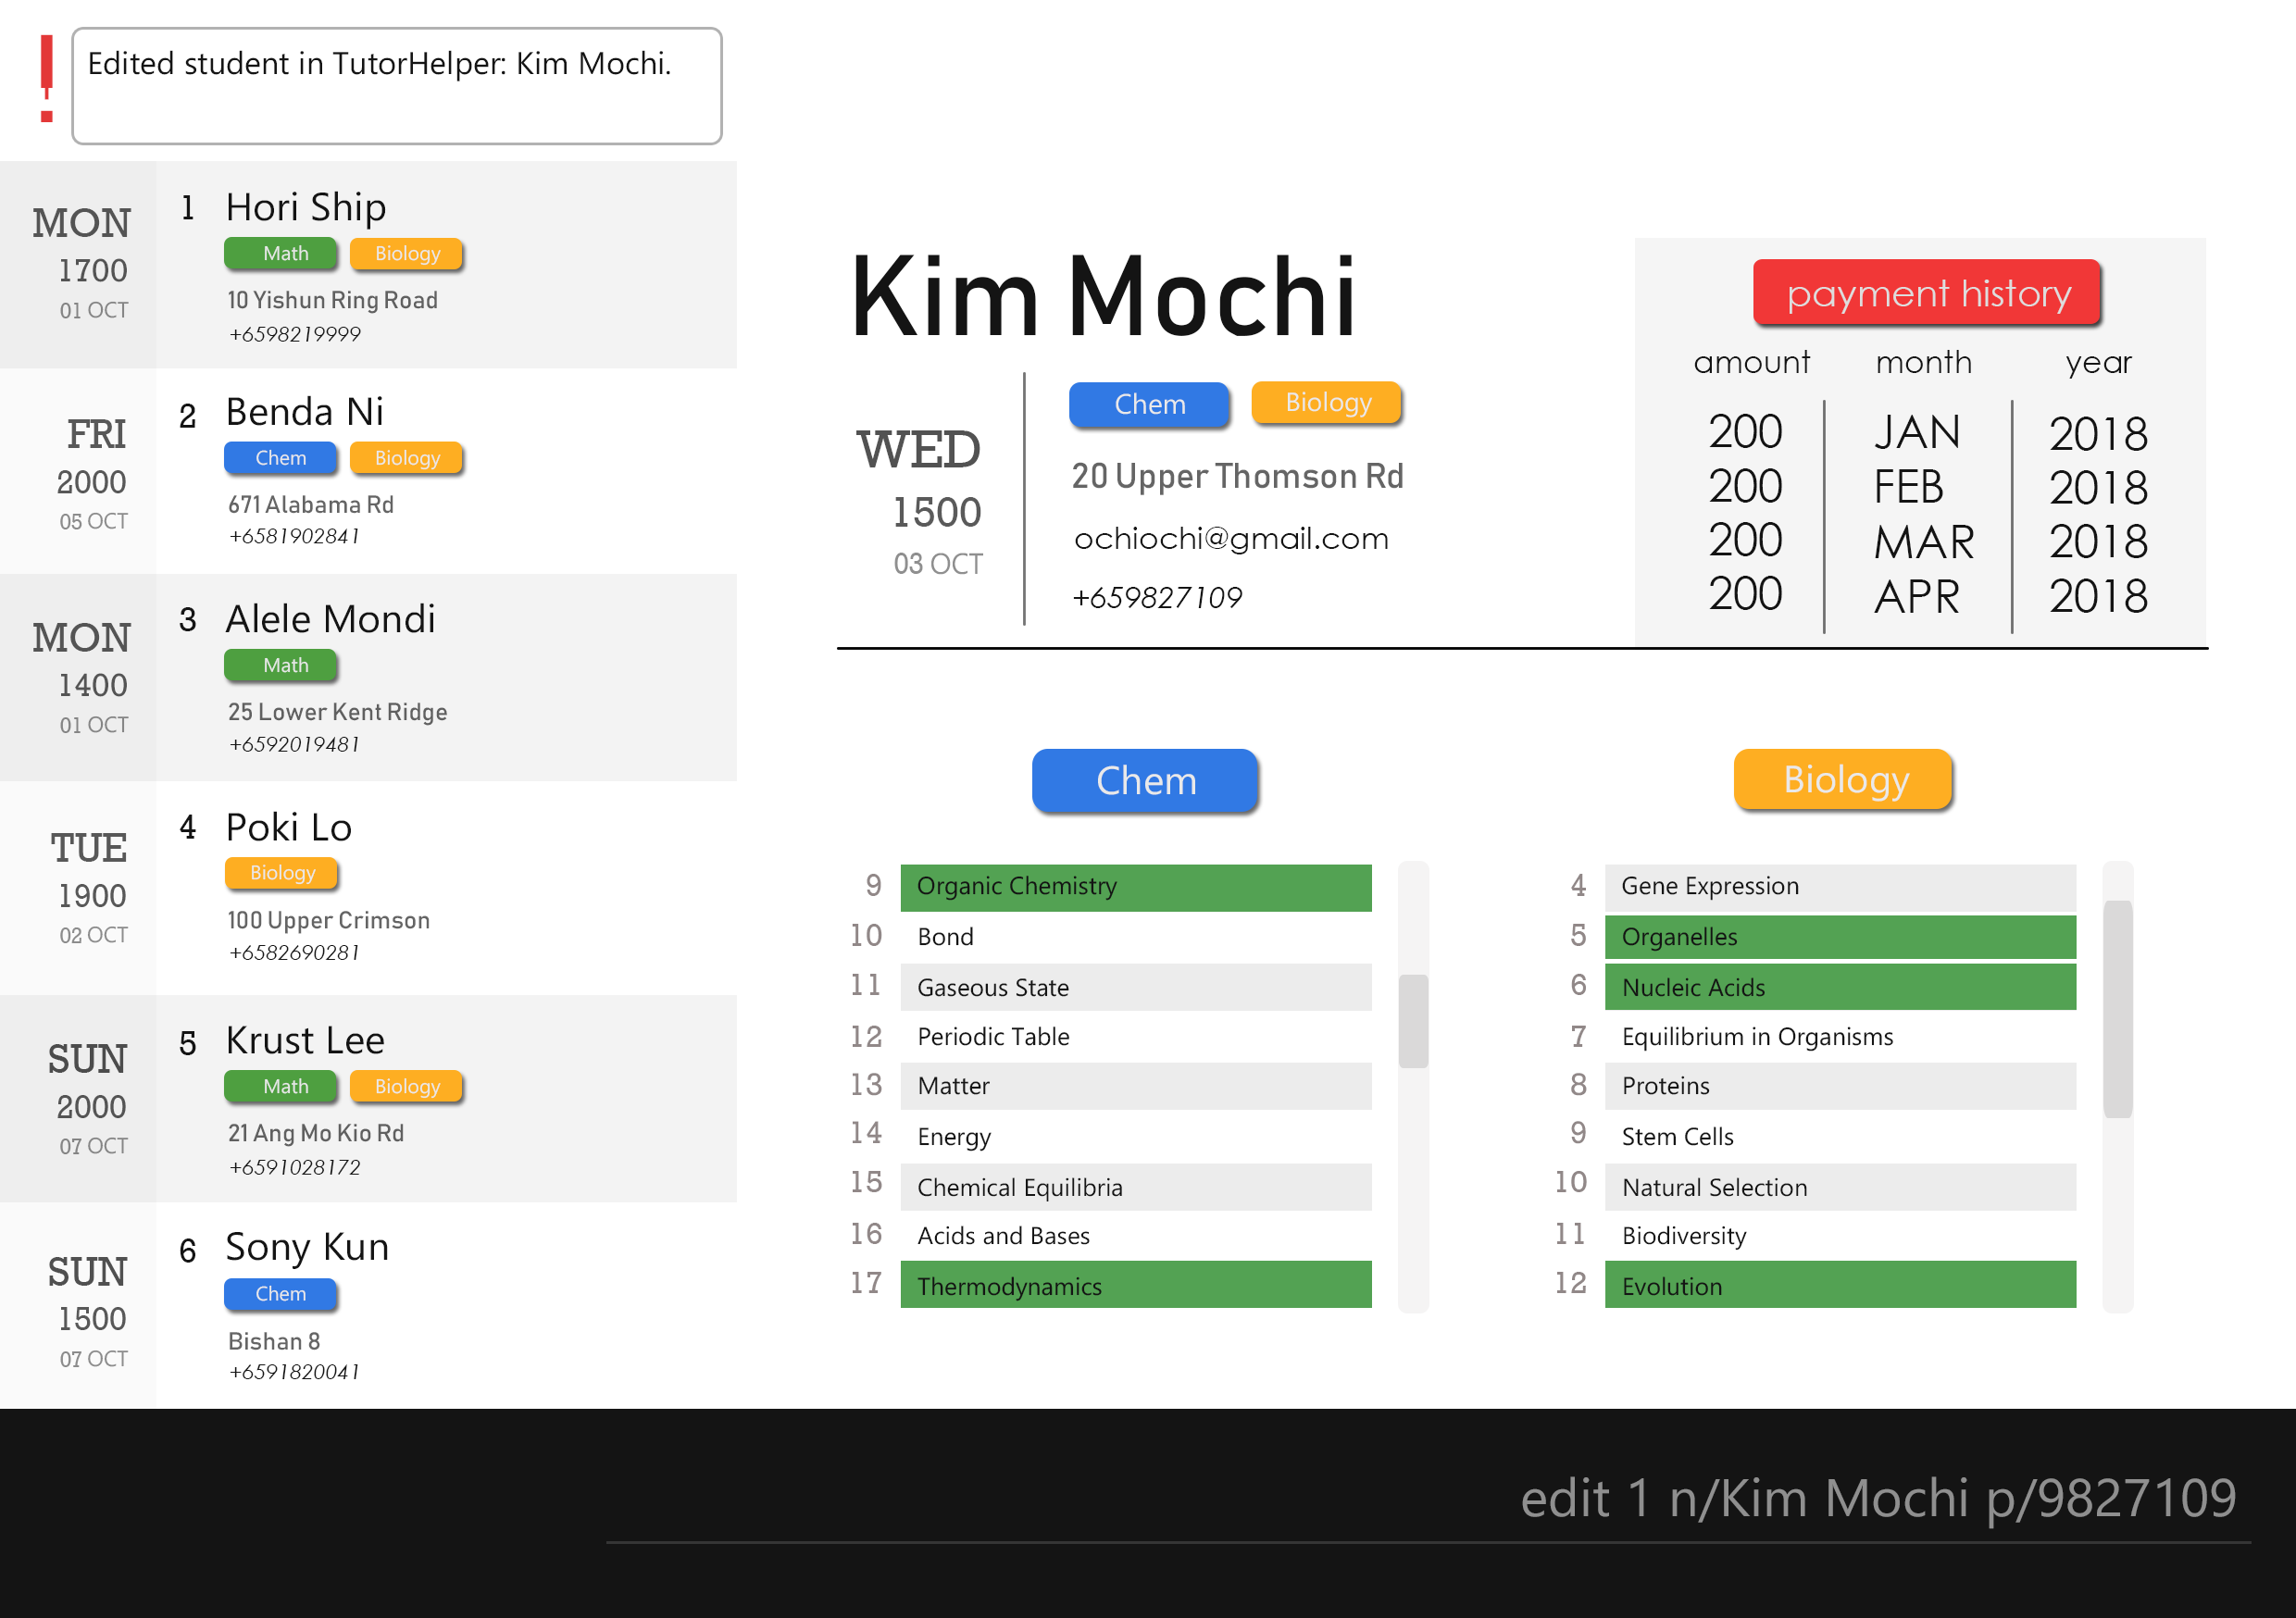 Edited student in TutorHelper: Kim Mochi.
MON
1700
01 OCT
1 Hori Ship
Math Biology
10 Yishun Ring Road
+6598219999
FRI
2000
05 OCT
2 Benda Ni
Chem Biology
671 Alabama Rd
+6581902841
MON
1400
01 OCT
3 Alele Mondi
Math
25 Lower Kent Ridge
+6592019481
TUE
1900
02 OCT
4 Poki Lo
Biology
100 Upper Crimson
+6582690281
SUN
2000
07 OCT
5 Krust Lee
Math Biology
21 Ang Mo Kio Rd
+6591028172
SUN
1500
07 OCT
6 Sony Kun
Chem
Bishan 8
+6591820041
Kim Mochi
WED
1500
03 OCT
Chem Biology
20 Upper Thomson Rd
ochiochi@gmail.com
+659827109
payment history
amount month year
200 JAN 2018
200 FEB 2018
200 MAR 2018
200 APR 2018
Chem
9 Organic Chemistry
10 Bond
11 Gaseous State
12 Periodic Table
13 Matter
14 Energy
15 Chemical Equilibria
16 Acids and Bases
17 Thermodynamics
Biology
4 Gene Expression
5 Organelles
6 Nucleic Acids
7 Equilibrium in Organisms
8 Proteins
9 Stem Cells
10 Natural Selection
11 Biodiversity
12 Evolution
edit 1 n/Kim Mochi p/9827109